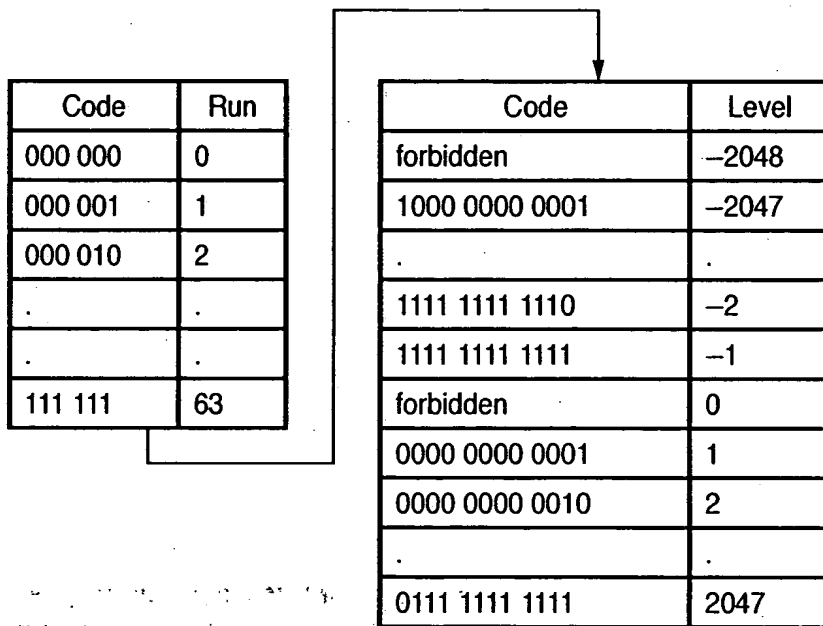 Code Run
000 000 0
000 001 1
000 010 2
. .
. .
111 111 63
Code Level
forbidden −2048
1000 0000 0001 −2047
. .
1111 1111 1110 −2
1111 1111 1111 −1
forbidden 0
0000 0000 0001 1
0000 0000 0010 2
. .
0111 1111 1111 2047